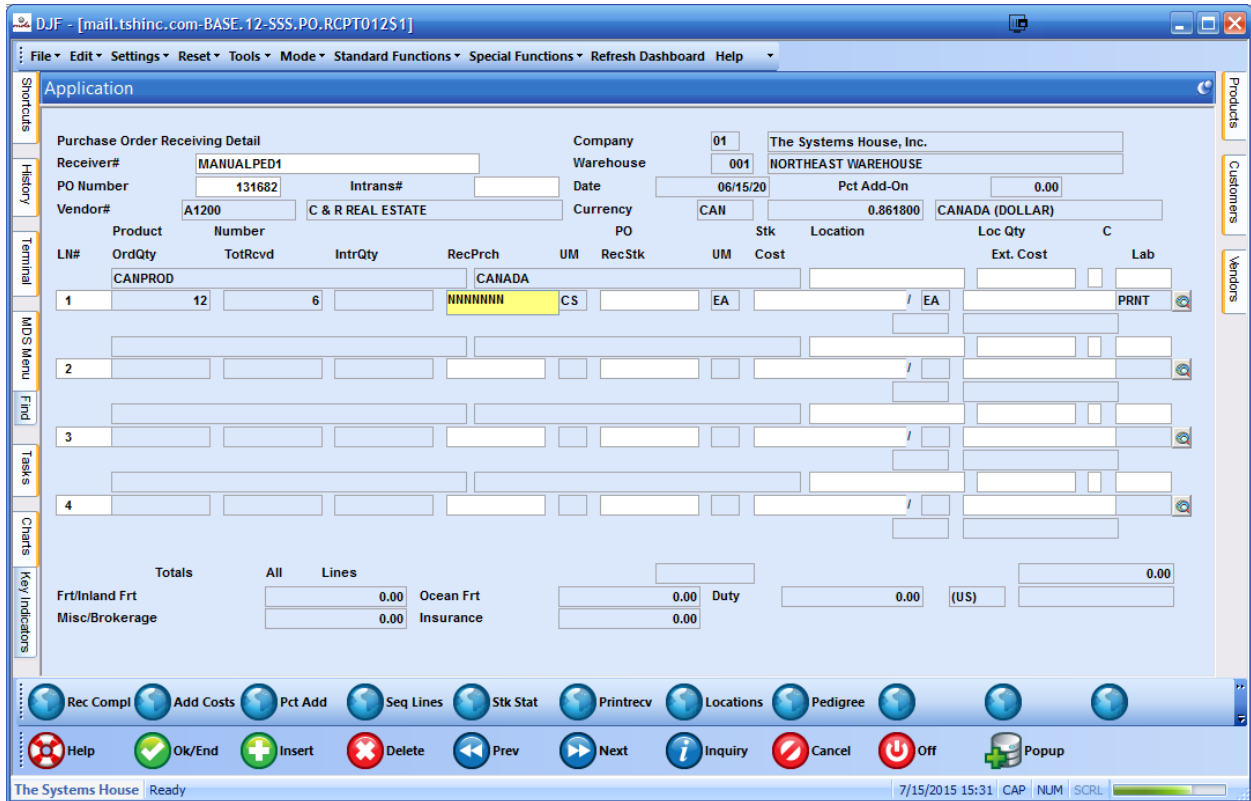 DJF - [mail.tshinc.com-BASE.12-SSS.PO.RCPT012$1]
File Edit Settings Reset Tools Mode Standard Functions Special Functions Refresh Dashboard Help
Application
Shortcuts
History
Terminal
MDS Menu
Find
Tasks
Charts
Key Indicators
Products
Customers
Vendors
Purchase Order Receiving Detail Company 01 The Systems House, Inc.
Receiver# MANUALPED1 Warehouse 001 NORTHEAST WAREHOUSE
PO Number 131682 Intrans# Date 06/15/20 Pct Add-On 0.00
Vendor# A1200 C & R REAL ESTATE Currency CAN 0.861800 CANADA (DOLLAR)
Product Number PO Stk Location Loc Qty C
LN# OrdQty TotRcvd IntrQty RecPrch UM RecStk UM Cost Ext. Cost Lab
CANPROD CANADA
1 12 6 NNNNNNN CS EA / EA PRNT
2 /
3 /
4 /
Totals All Lines 0.00
Frt/Inland Frt 0.00 Ocean Frt 0.00 Duty 0.00 (US)
Misc/Brokerage 0.00 Insurance 0.00
Rec Compl Add Costs Pct Add Seq Lines Stk Stat Printrecv Locations Pedigree
Help Ok/End Insert Delete Prev Next Inquiry Cancel Off Popup
The Systems House Ready 7/15/2015 15:31 CAP NUM SCRL